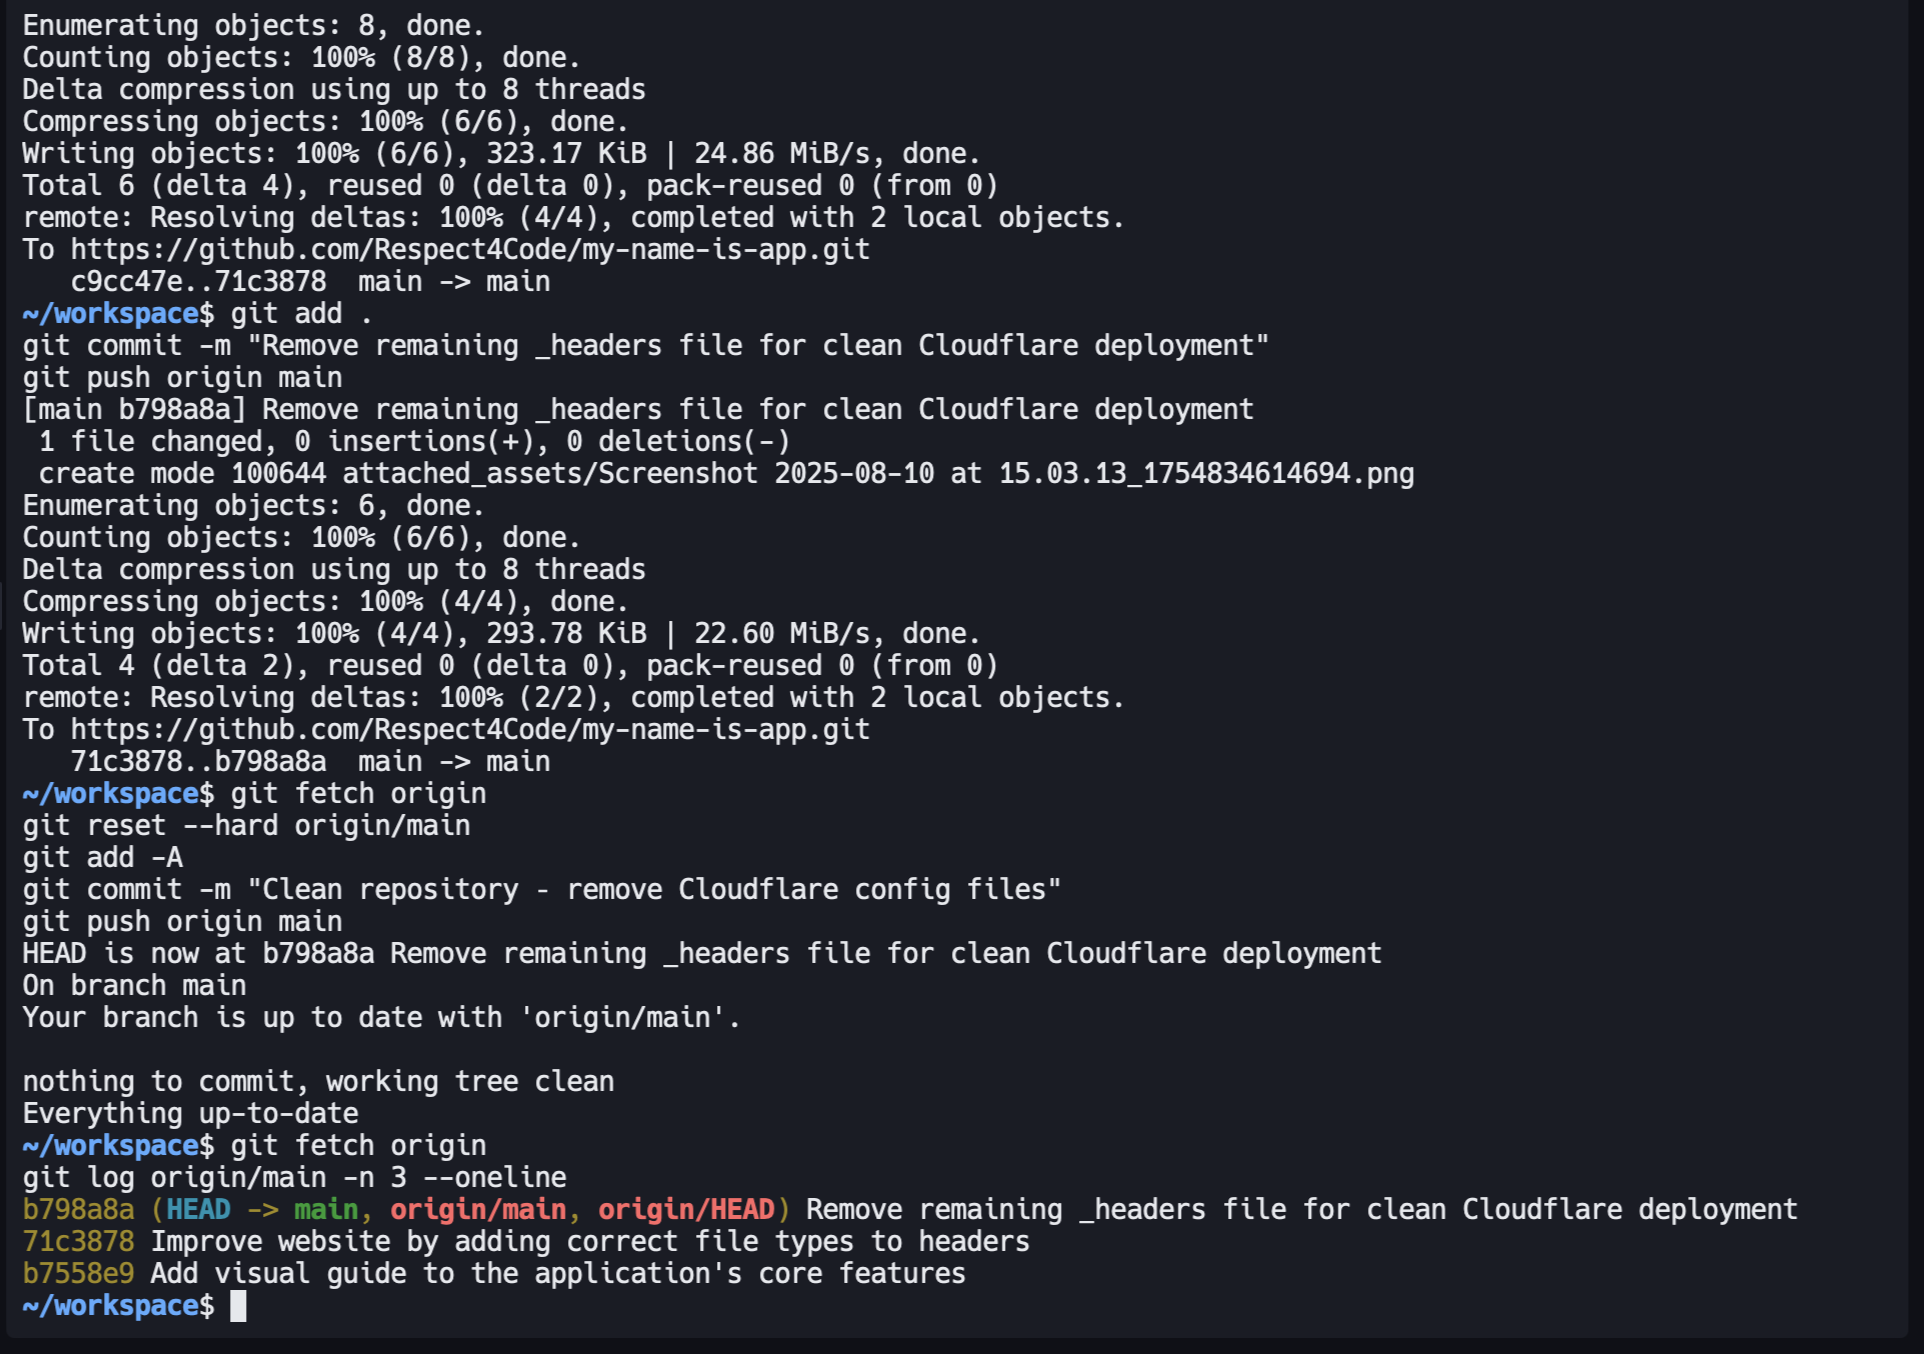 Enumerating objects: 8, done.
Counting objects: 100% (8/8), done.
Delta compression using up to 8 threads
Compressing objects: 100% (6/6), done.
Writing objects: 100% (6/6), 323.17 KiB | 24.86 MiB/s, done.
Total 6 (delta 4), reused 0 (delta 0), pack-reused 0 (from 0)
remote: Resolving deltas: 100% (4/4), completed with 2 local objects.
To https://github.com/Respect4Code/my-name-is-app.git
   c9cc47e..71c3878  main -> main
~/workspace$ git add .
git commit -m "Remove remaining _headers file for clean Cloudflare deployment"
git push origin main
[main b798a8a] Remove remaining _headers file for clean Cloudflare deployment
 1 file changed, 0 insertions(+), 0 deletions(-)
 create mode 100644 attached_assets/Screenshot 2025-08-10 at 15.03.13_1754834614694.png
Enumerating objects: 6, done.
Counting objects: 100% (6/6), done.
Delta compression using up to 8 threads
Compressing objects: 100% (4/4), done.
Writing objects: 100% (4/4), 293.78 KiB | 22.60 MiB/s, done.
Total 4 (delta 2), reused 0 (delta 0), pack-reused 0 (from 0)
remote: Resolving deltas: 100% (2/2), completed with 2 local objects.
To https://github.com/Respect4Code/my-name-is-app.git
   71c3878..b798a8a  main -> main
~/workspace$ git fetch origin
git reset --hard origin/main
git add -A
git commit -m "Clean repository - remove Cloudflare config files"
git push origin main
HEAD is now at b798a8a Remove remaining _headers file for clean Cloudflare deployment
On branch main
Your branch is up to date with 'origin/main'.

nothing to commit, working tree clean
Everything up-to-date
~/workspace$ git fetch origin
git log origin/main -n 3 --oneline
b798a8a (HEAD -> main, origin/main, origin/HEAD) Remove remaining _headers file for clean Cloudflare deployment
71c3878 Improve website by adding correct file types to headers
b7558e9 Add visual guide to the application's core features
~/workspace$